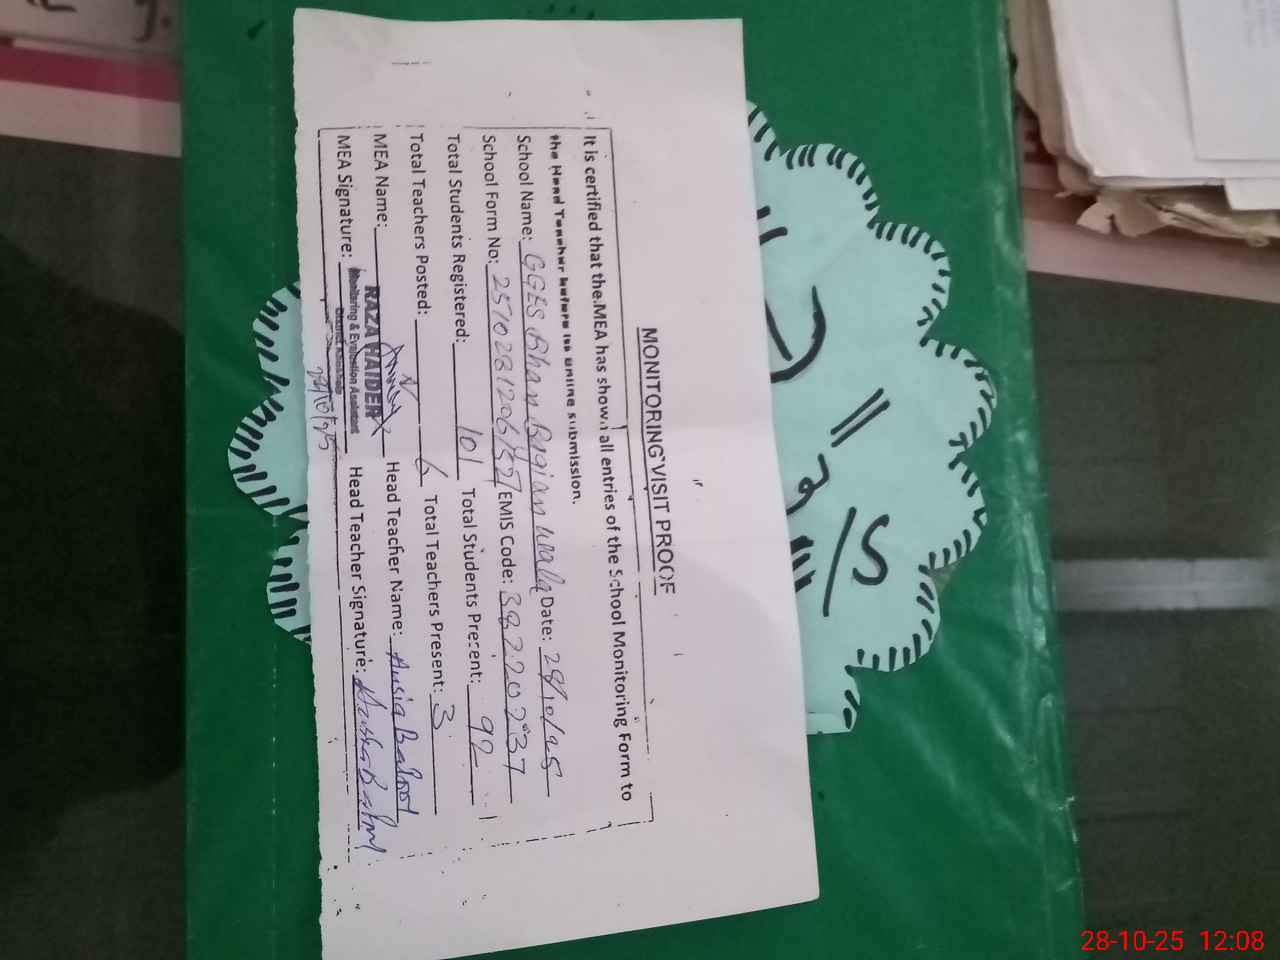 MONITORING VISIT PROOF
It is certified that the MEA has shown all entries of the School Monitoring Form to
the Head Teacher before its online submission.
School Name: GGES Bhan Bagian Wala Date: 28/10/25
School Form No: EMIS Code: 38220237
Total Students Registered: 101 Total Students Present: 92
Total Teachers Posted: 6 Total Teachers Present: 3
MEA Name: RAZA HAIDER Head Teacher Name:
MEA Signature: Monitoring & Evaluation Assistant Head Teacher Signature:
District Khushab
28/10/25
28-10-25 12:08